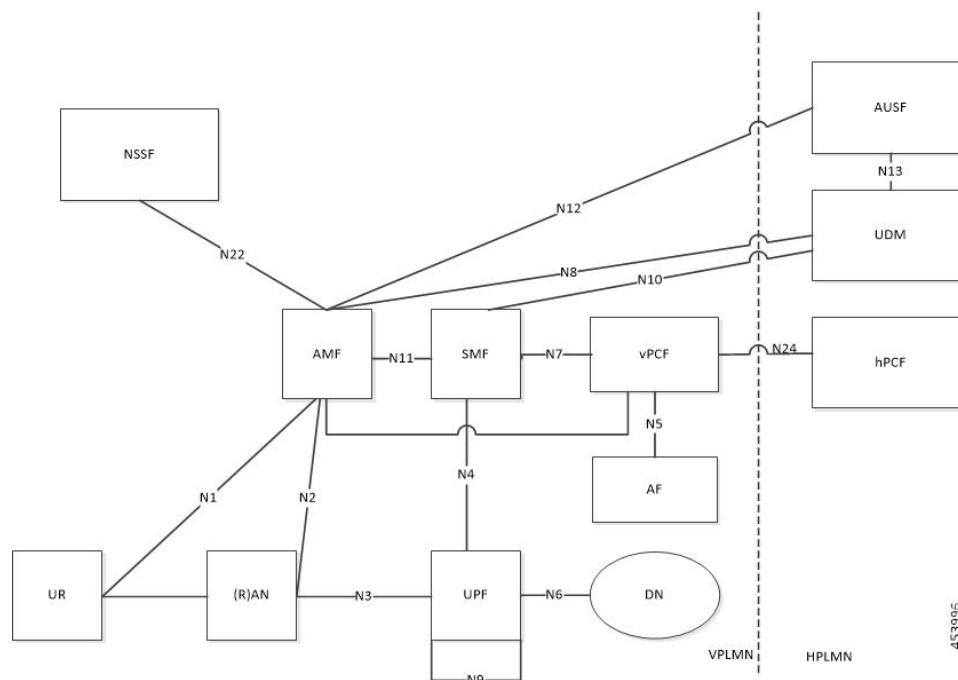 AUSF
NSSF
N13
N12
UDM
N22
N8
N10
AMF
N11
SMF
N7
vPCF
N24
hPCF
N5
N4
AF
N1
N2
UR
(R)AN
N3
UPF
N6
DN
453996
VPLMN
HPLMN
N9